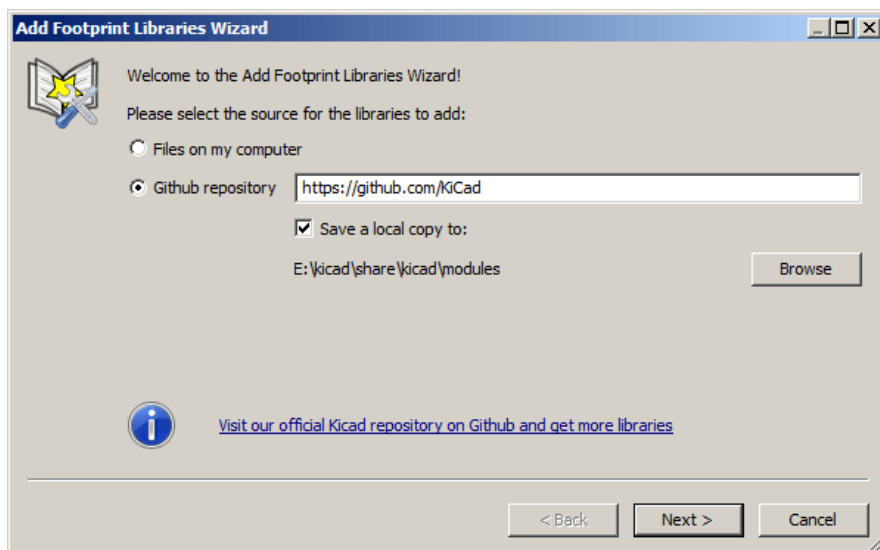 Add Footprint Libraries Wizard
Welcome to the Add Footprint Libraries Wizard!
Please select the source for the libraries to add:
Files on my computer
Github repository https://github.com/KiCad
Save a local copy to:
E:\kicad\share\kicad\modules Browse
Visit our official Kicad repository on Github and get more libraries
< Back Next > Cancel